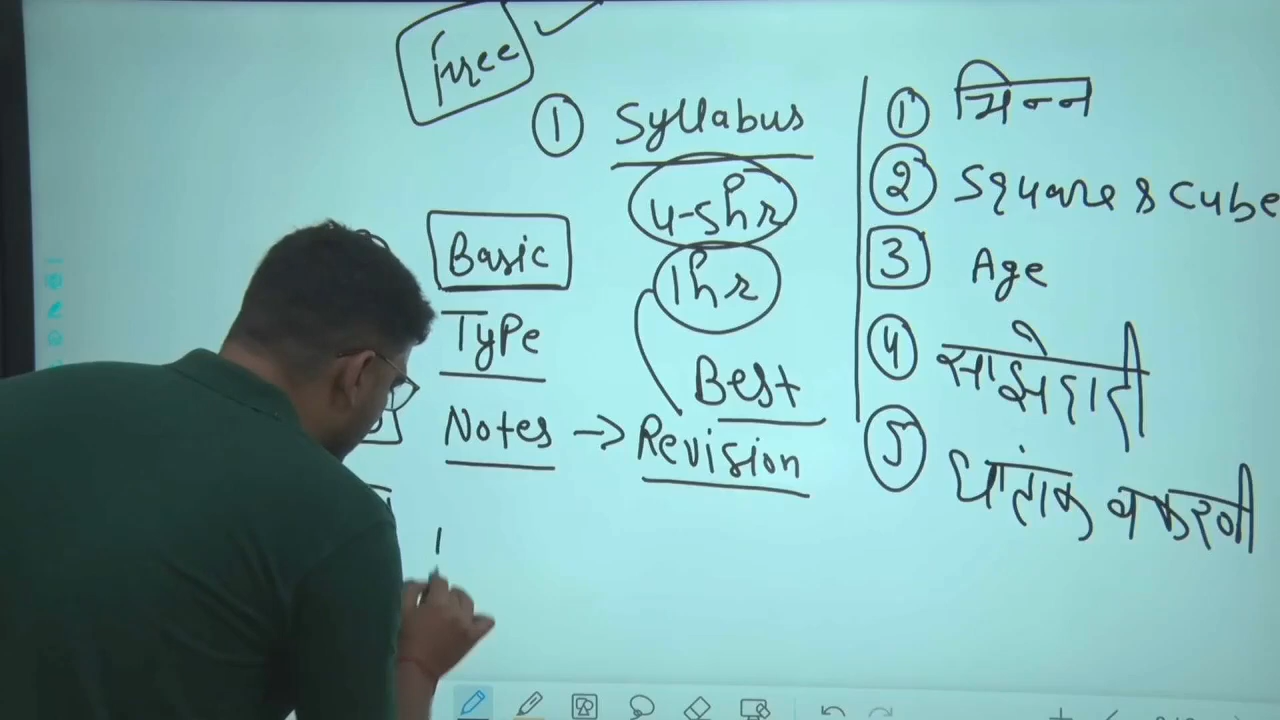 Free
① Syllabus
4-5hr
Basic
1hr
Type
Best
Notes → Revision
① भिन्न
② Square & Cube
3 Age
④ साझेदारी
⑤ घातांक व करणी